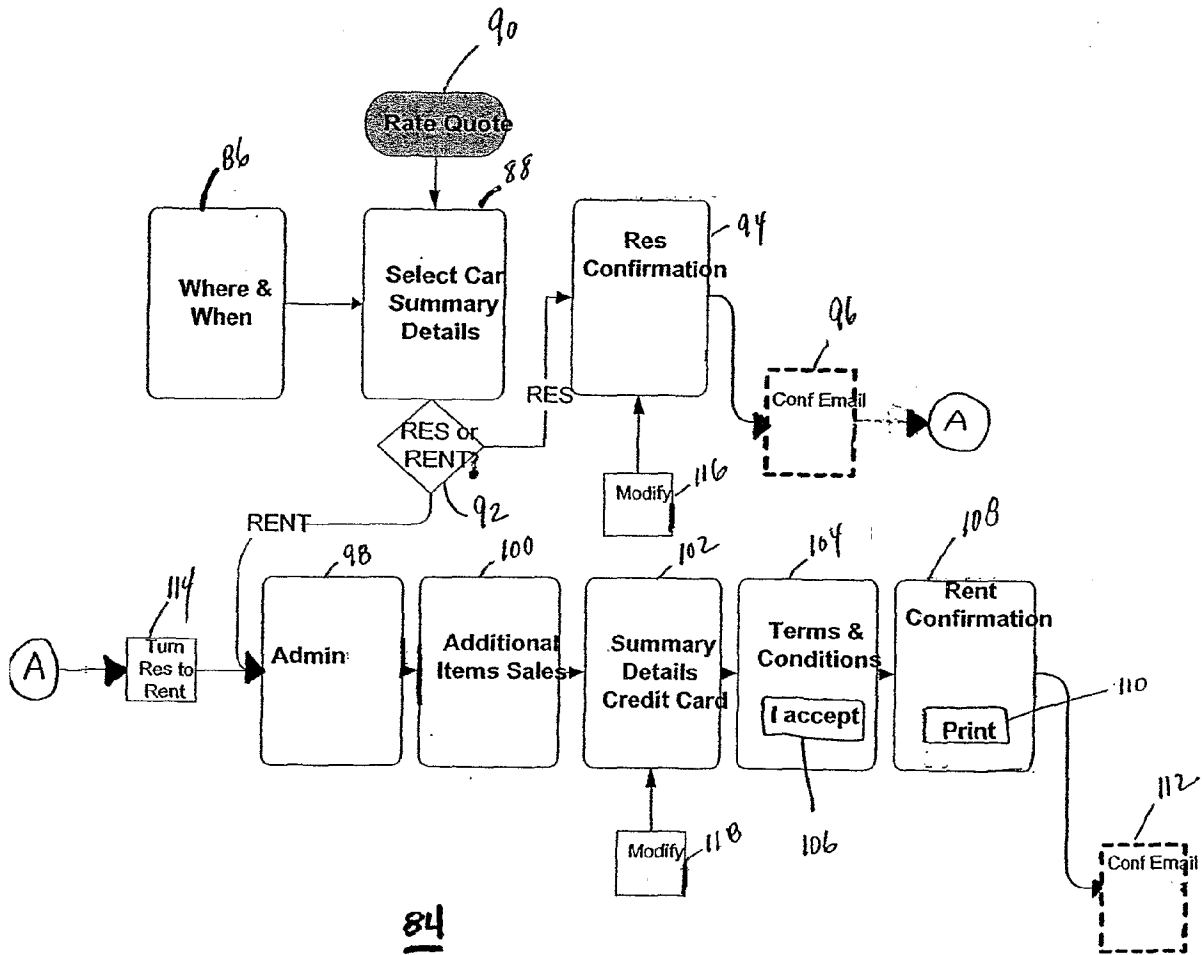 90
Rate Quote
86
88
94
Where &
When
Select Car
Summary
Details
Res
Confirmation
96
Conf Email
A
RES
RES or
RENT?
92
Modify
116
RENT
98
100
102
104
108
114
A
Turn
Res to
Rent
Admin
Additional
Items Sales
Summary
Details
Credit Card
Terms &
Conditions
I accept
106
Rent
Confirmation
Print
110
Modify
118
112
Conf Email
84